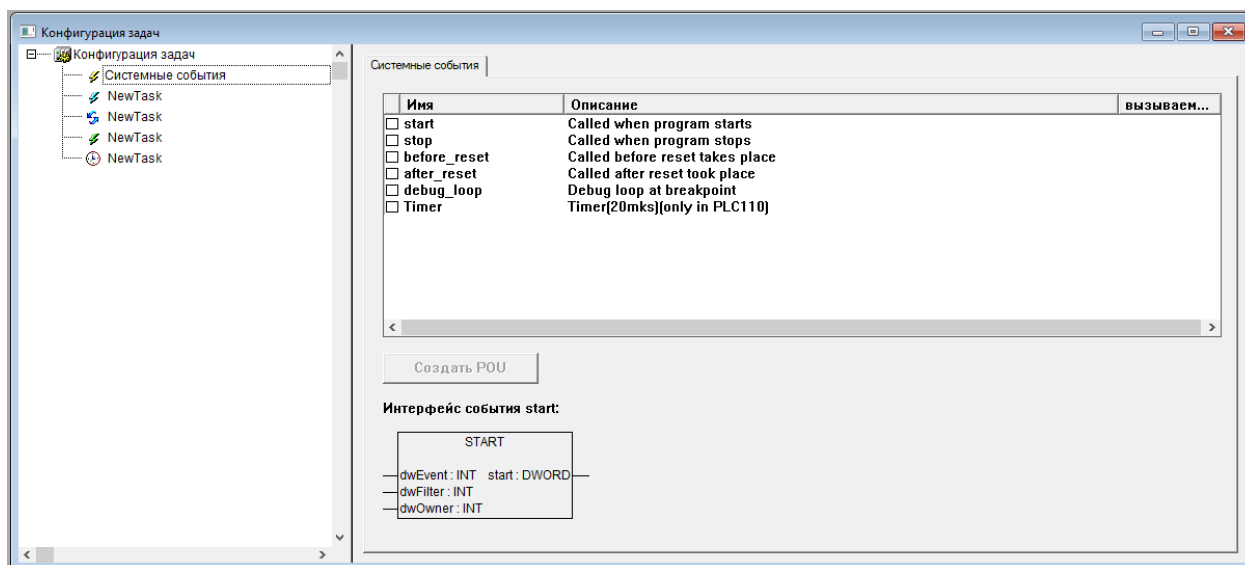 Конфигурация задач
Конфигурация задач
Системные события
NewTask
NewTask
NewTask
NewTask
Системные события
Имя Описание вызываем...
start Called when program starts
stop Called when program stops
before_reset Called before reset takes place
after_reset Called after reset took place
debug_loop Debug loop at breakpoint
Timer Timer(20mks)(only in PLC110)
Создать POU
Интерфейс события start:
START
dwEvent : INT start : DWORD
dwFilter : INT
dwOwner : INT